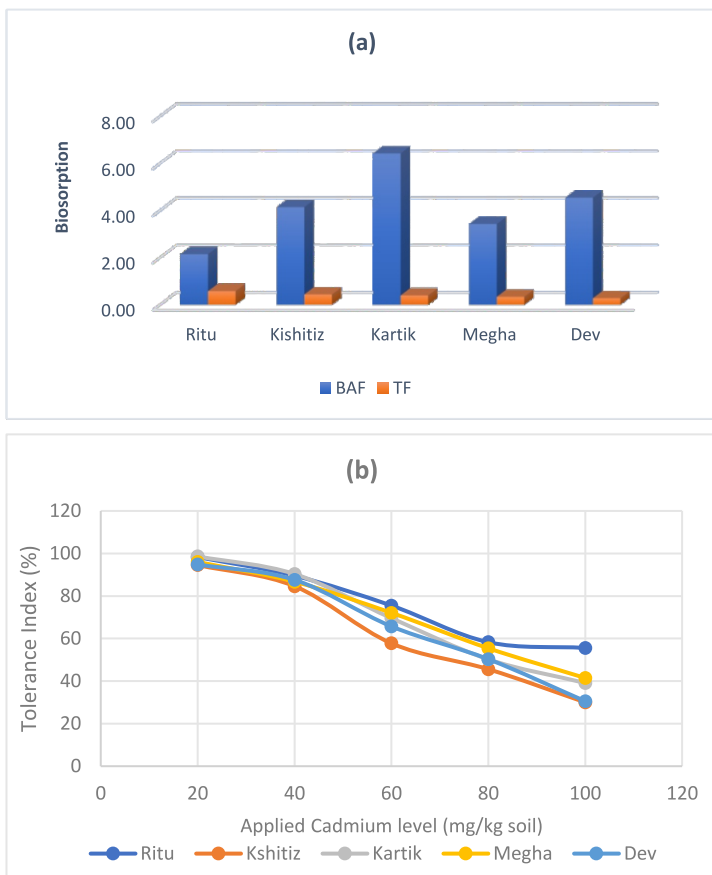 (a)
8.00
6.00
4.00
2.00
0.00
Biosorption
Ritu Kishitiz Kartik Megha Dev
BAF TF
(b)
120
100
80
60
40
20
0
Tolerance Index (%)
0 20 40 60 80 100 120
Applied Cadmium level (mg/kg soil)
Ritu Kshitiz Kartik Megha Dev